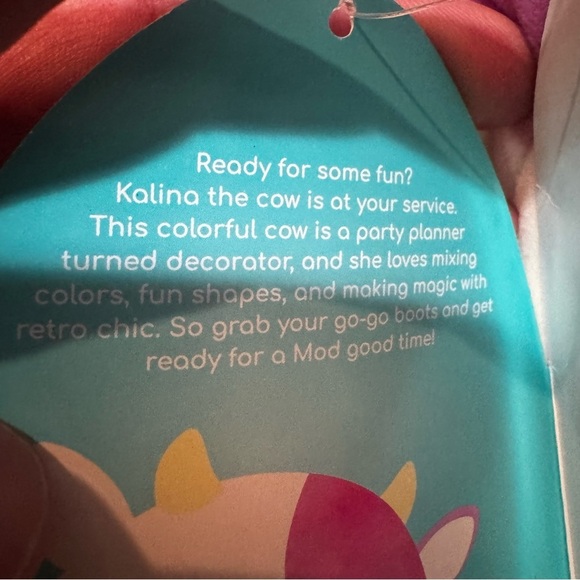 Ready for some fun?
Kalina the cow is at your service.
This colorful cow is a party planner
turned decorator, and she loves mixing
colors, fun shapes, and making magic with
retro chic. So grab your go-go boots and get
ready for a Mod good time!